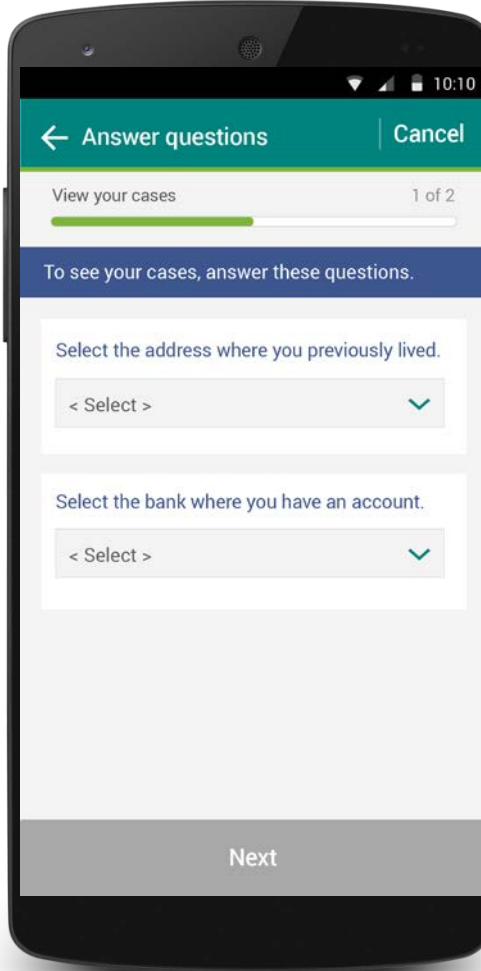 10:10
Answer questions
Cancel
View your cases
1 of 2
To see your cases, answer these questions.
Select the address where you previously lived.
< Select >
Select the bank where you have an account.
< Select >
Next